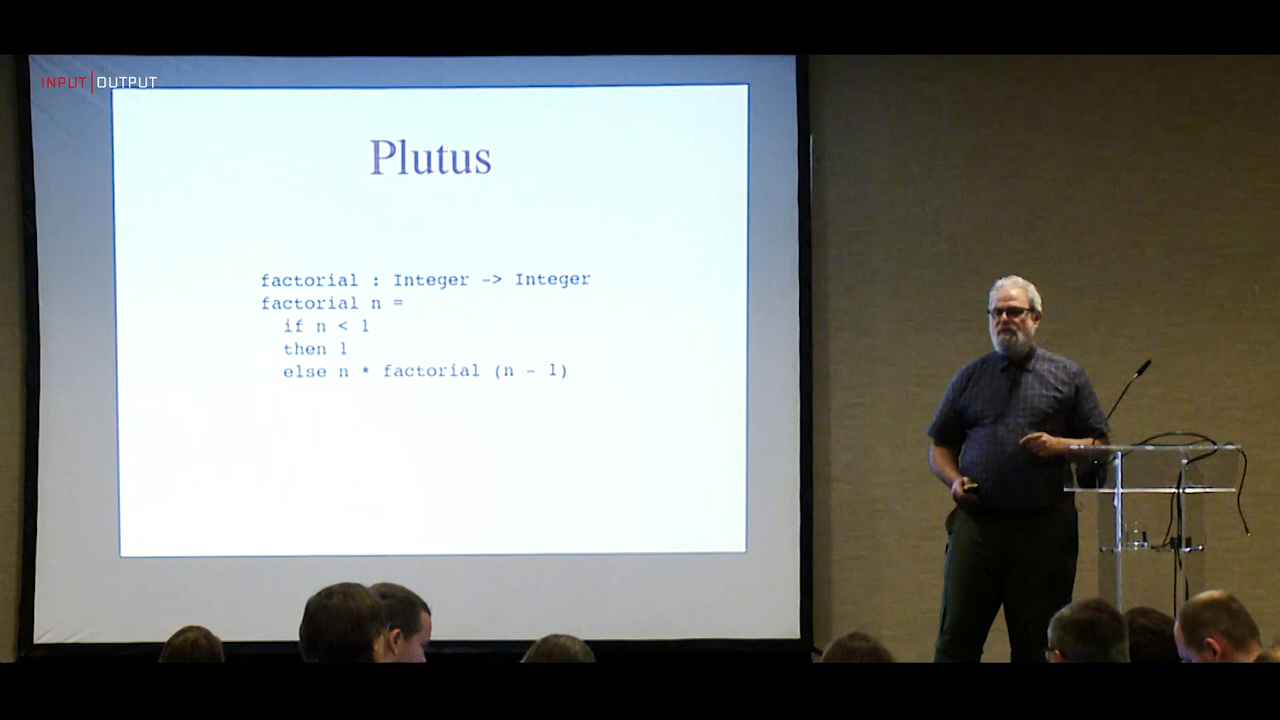 INPUT|OUTPUT
Plutus
factorial : Integer -> Integer
factorial n =
  if n < 1
  then 1
  else n * factorial (n - 1)